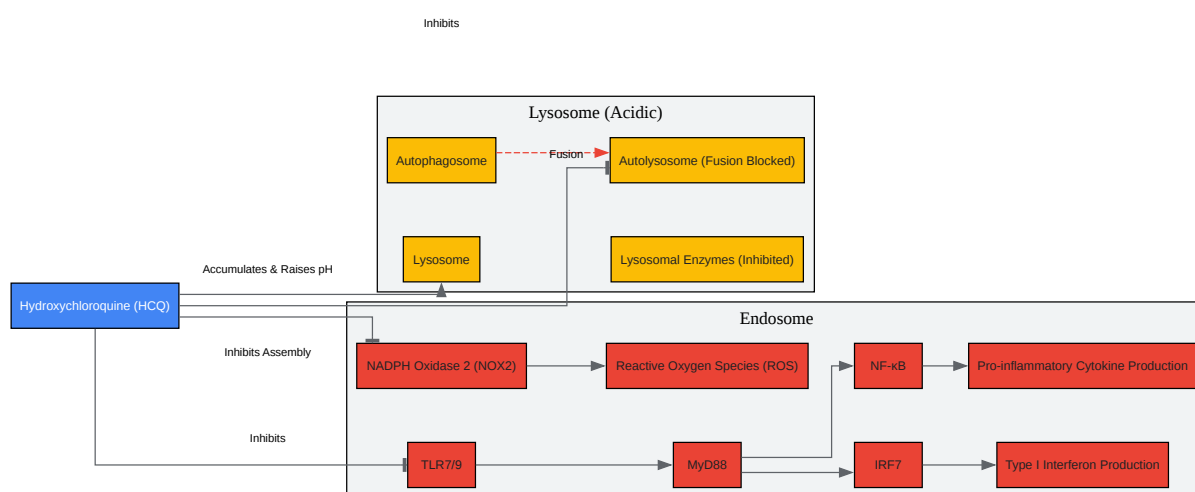 Inhibits
Lysosome (Acidic)
Autophagosome
Fusion
Autolysosome (Fusion Blocked)
Lysosome
Lysosomal Enzymes (Inhibited)
Accumulates & Raises pH
Hydroxychloroquine (HCQ)
Endosome
Inhibits Assembly
NADPH Oxidase 2 (NOX2)
Reactive Oxygen Species (ROS)
NF-κB
Pro-inflammatory Cytokine Production
Inhibits
TLR7/9
MyD88
IRF7
Type I Interferon Production